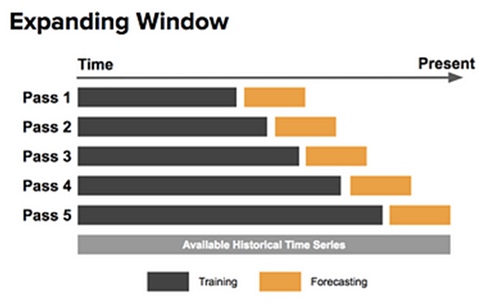 Expanding Window
Time Present
Pass 1
Pass 2
Pass 3
Pass 4
Pass 5
Available Historical Time Series
Training Forecasting